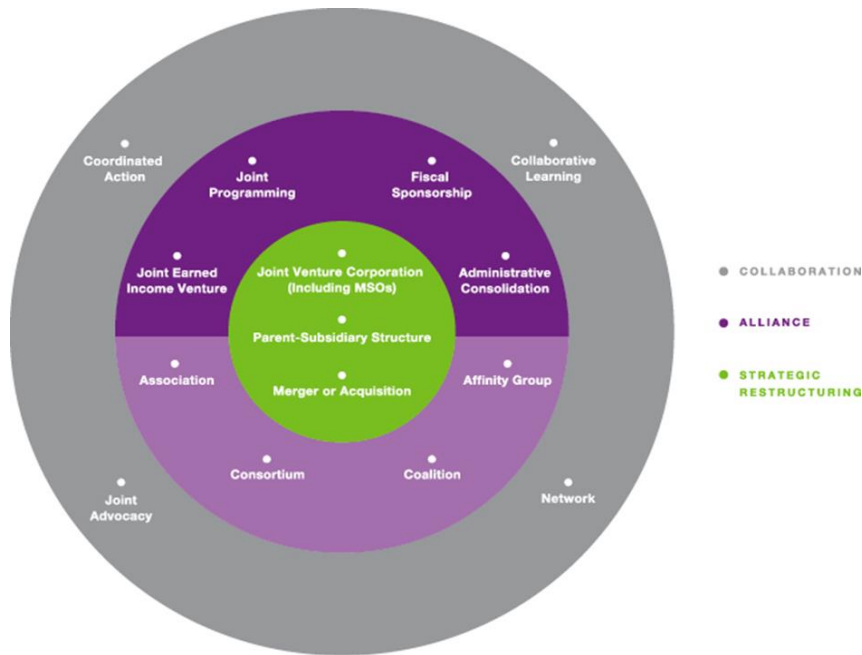 Coordinated
Action
Collaborative
Learning
Joint
Programming
Fiscal
Sponsorship
Joint Earned
Income Venture
Joint Venture Corporation
(Including MSOs)
Administrative
Consolidation
Parent-Subsidiary Structure
Association
Merger or Acquisition
Affinity Group
Consortium
Coalition
Joint
Advocacy
Network
COLLABORATION
ALLIANCE
STRATEGIC
RESTRUCTURING